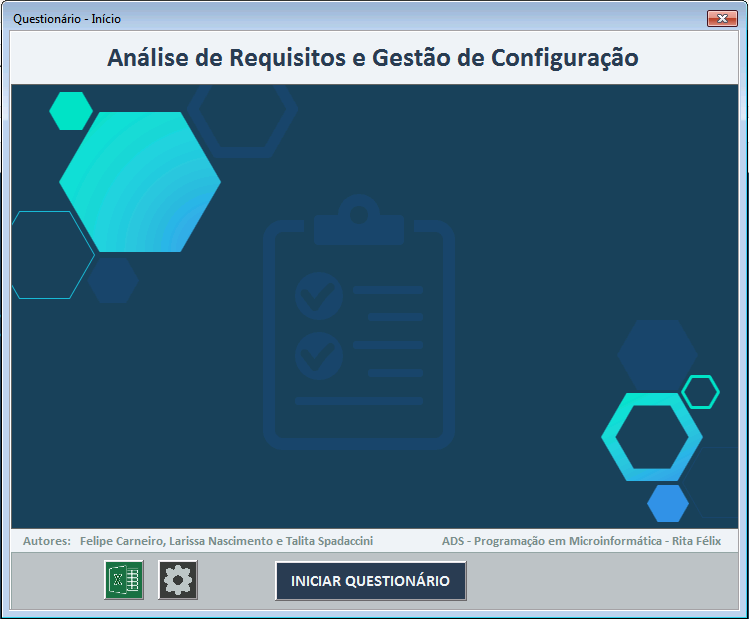 Questionário - Início
Análise de Requisitos e Gestão de Configuração
Autores: Felipe Carneiro, Larissa Nascimento e Talita Spadaccini
ADS - Programação em Microinformática - Rita Félix
INICIAR QUESTIONÁRIO